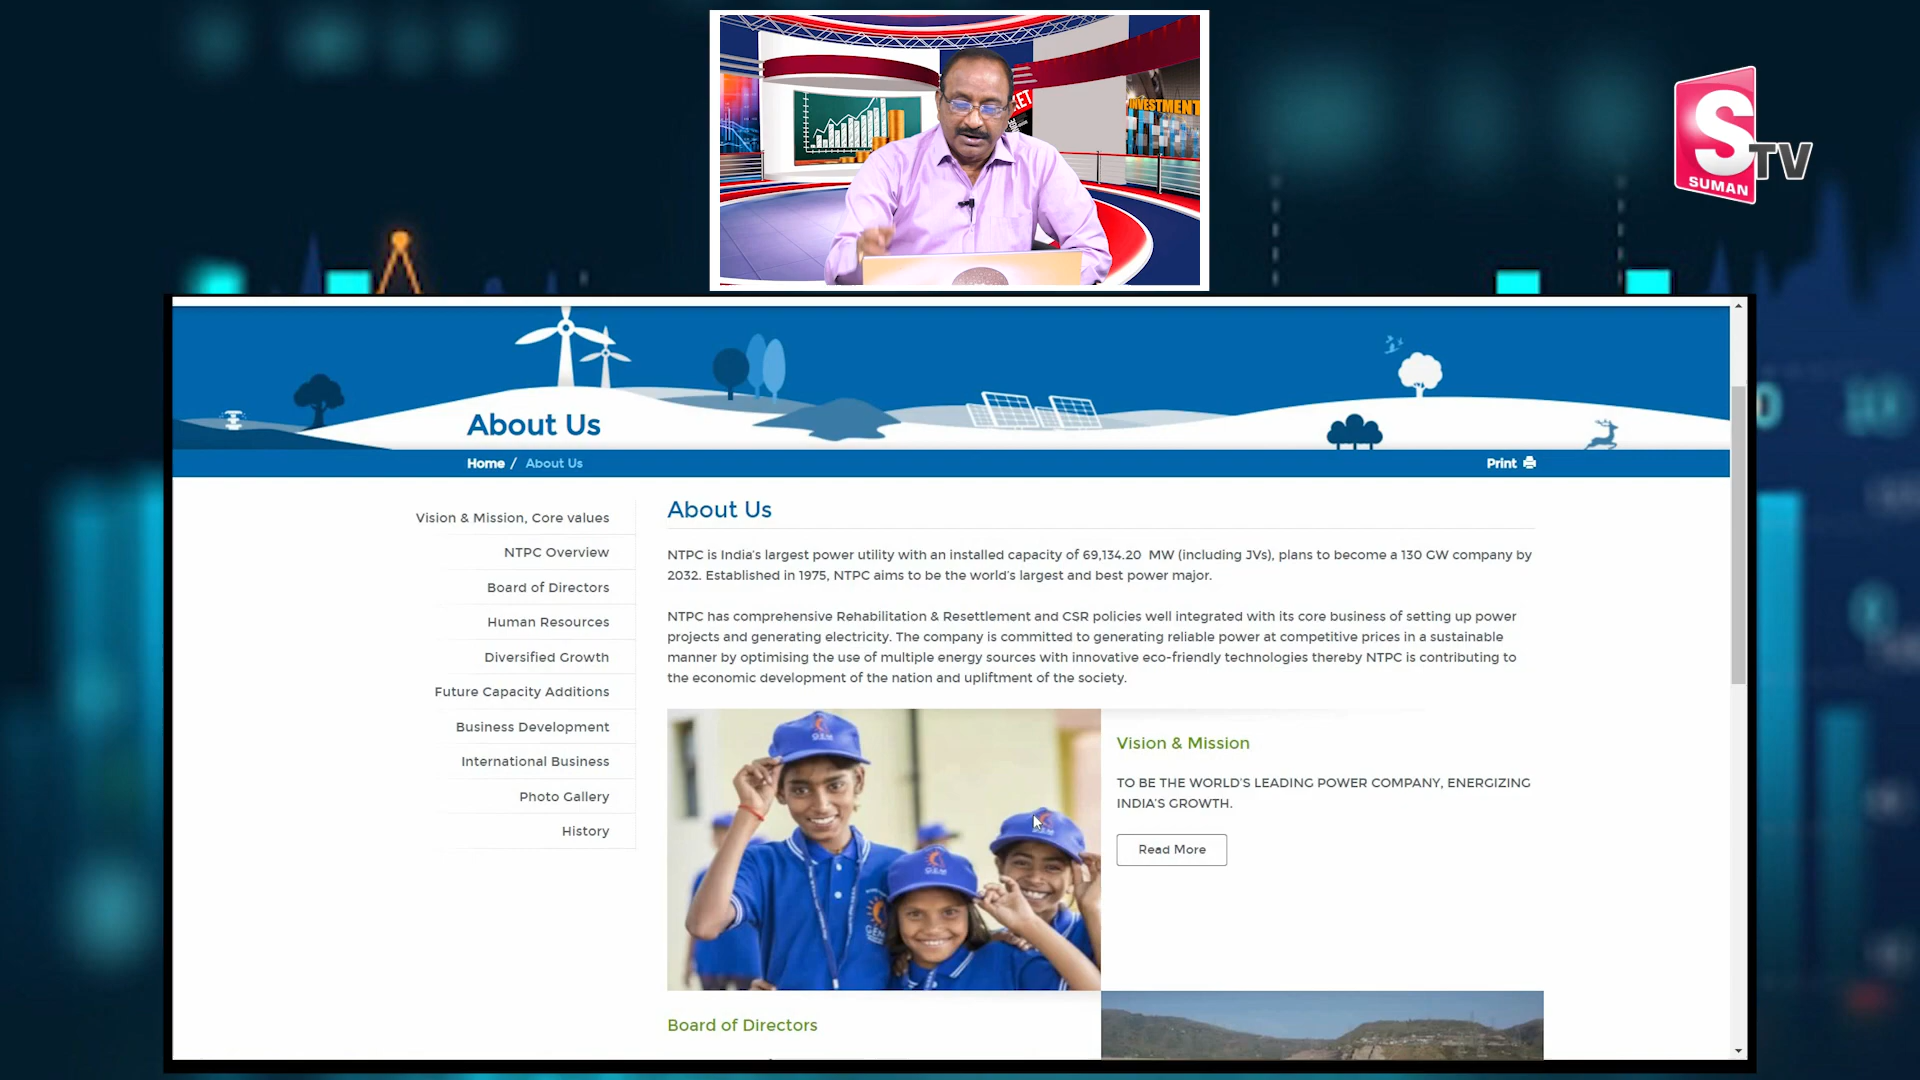 INVESTMENT
S TV
SUMAN
About Us
Home / About Us
Print
Vision & Mission, Core values
NTPC Overview
Board of Directors
Human Resources
Diversified Growth
Future Capacity Additions
Business Development
International Business
Photo Gallery
History
About Us
NTPC is India's largest power utility with an installed capacity of 69,134.20 MW (including JVs), plans to become a 130 GW company by
2032. Established in 1975, NTPC aims to be the world's largest and best power major.
NTPC has comprehensive Rehabilitation & Resettlement and CSR policies well integrated with its core business of setting up power
projects and generating electricity. The company is committed to generating reliable power at competitive prices in a sustainable
manner by optimising the use of multiple energy sources with innovative eco-friendly technologies thereby NTPC is contributing to
the economic development of the nation and upliftment of the society.
GEM
GEM
GEM
Vision & Mission
TO BE THE WORLD'S LEADING POWER COMPANY, ENERGIZING
INDIA'S GROWTH.
Read More
Board of Directors